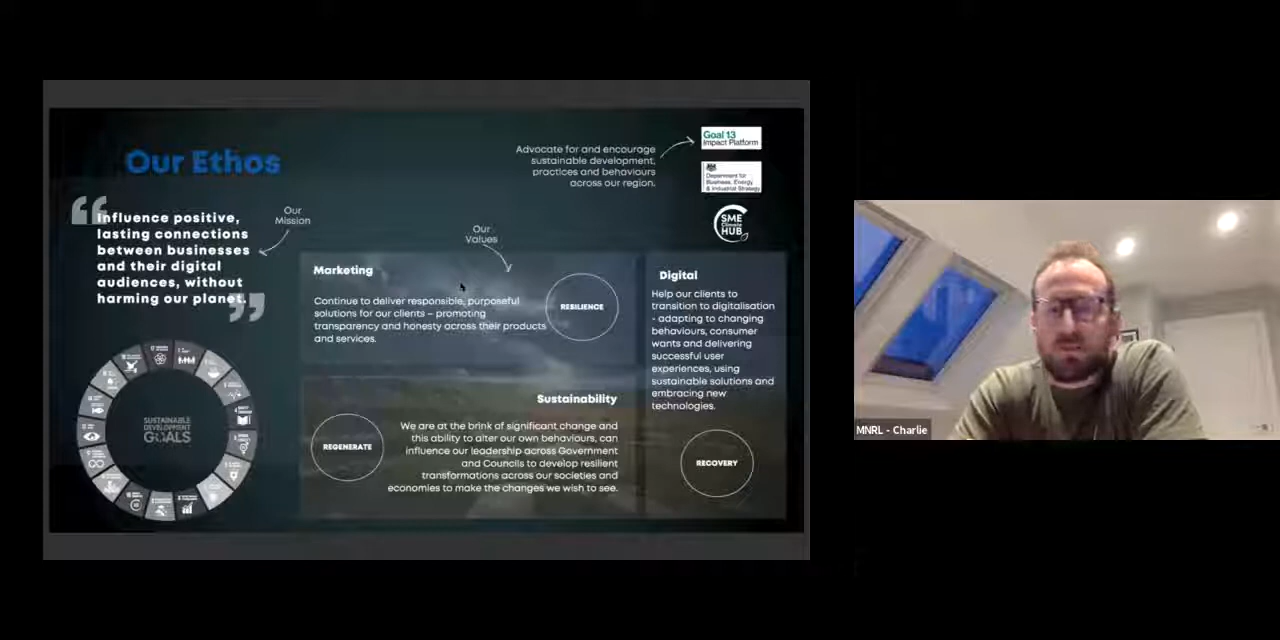 Our Ethos
Influence positive,
lasting connections
between businesses
and their digital
audiences, without
harming our planet.
Our
Mission
Our
Values
Advocate for and encourage
sustainable development,
practices and behaviours
across our region.
Goal 13
Impact Platform
Department for
Business, Energy
& Industrial Strategy
SME
Climate
HUB
Marketing
Continue to deliver responsible, purposeful
solutions for our clients – promoting
transparency and honesty across their products
and services.
RESILIENCE
Digital
Help our clients to
transition to digitalisation
- adapting to changing
behaviours, consumer
wants and delivering
successful user
experiences, using
sustainable solutions and
embracing new
technologies.
RECOVERY
Sustainability
We are at the brink of significant change and
this ability to alter our own behaviours, can
influence our leadership across Government
and Councils to develop resilient
transformations across our societies and
economies to make the changes we wish to see.
REGENERATE
SUSTAINABLE
DEVELOPMENT
GOALS
MNRL - Charlie